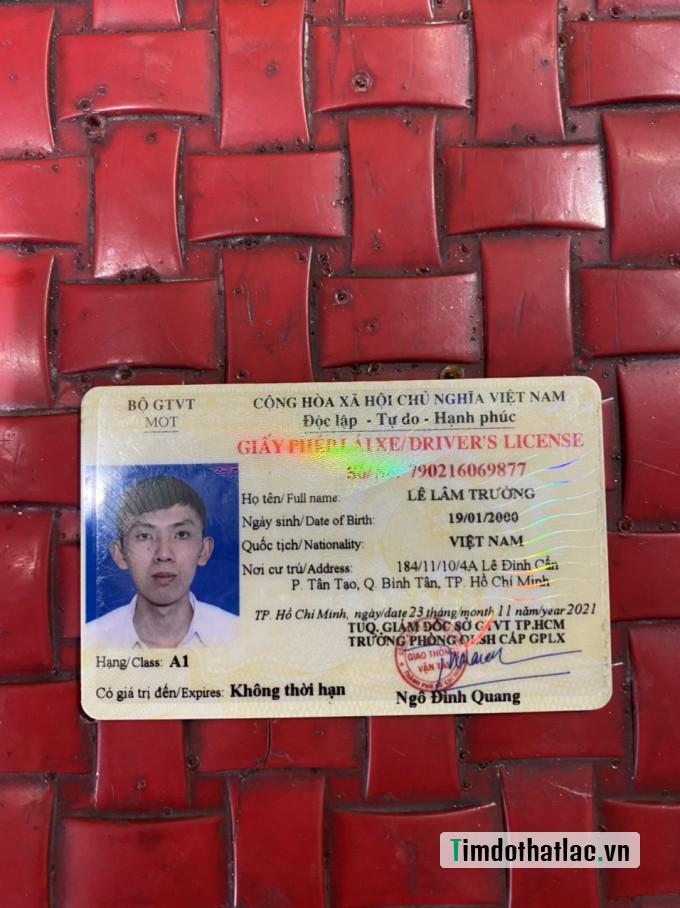 BỘ GTVT
MOT
CỘNG HÒA XÃ HỘI CHỦ NGHĨA VIỆT NAM
Độc lập - Tự do - Hạnh phúc
GIẤY PHÉP LÁI XE/ DRIVER'S LICENSE
Số/No: 790216069877
Họ tên/ Full name: LÊ LÂM TRƯỜNG
Ngày sinh/Date of Birth: 19/01/2000
Quốc tịch/ Nationality: VIỆT NAM
Nơi cư trú/Address: 184/11/10/4A Lê Đình Cẩn
P. Tân Tạo, Q. Bình Tân, TP. Hồ Chí Minh
TP. Hồ Chí Minh, ngày/date 23 tháng/month 11 năm/year 2021
TUQ. GIÁM ĐỐC SỞ GTVT TP.HCM
TRƯỞNG PHÒNG QLSH CẤP GPLX
GIAO THÔNG
VẬN TẢI
Hạng/Class: A1
Có giá trị đến/Expires: Không thời hạn
Ngô Đình Quang
Timdothatlac.vn